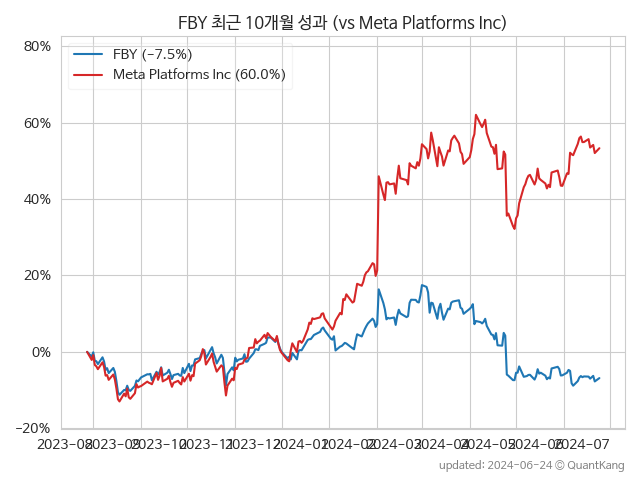 FBY 최근 10개월 성과 (vs Meta Platforms Inc)
FBY (-7.5%)
Meta Platforms Inc (60.0%)
80%
60%
40%
20%
0%
−20%
2023-08 2023-09 2023-10 2023-11 2023-12 2024-01 2024-02 2024-03 2024-04 2024-05 2024-06 2024-07
updated: 2024-06-24 © QuantKang